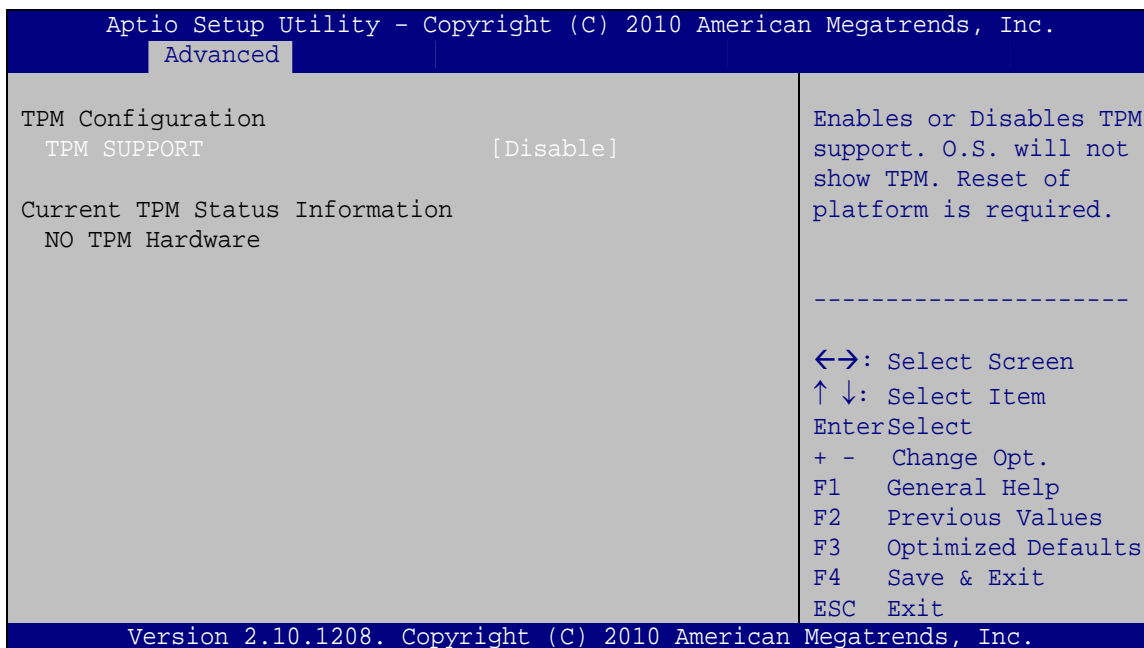 Aptio Setup Utility – Copyright (C) 2010 American Megatrends, Inc.
Advanced
TPM Configuration
TPM SUPPORT [Disable]
Current TPM Status Information
NO TPM Hardware
Enables or Disables TPM
support. O.S. will not
show TPM. Reset of
platform is required.
----------------------
←→: Select Screen
↑ ↓: Select Item
EnterSelect
+ - Change Opt.
F1 General Help
F2 Previous Values
F3 Optimized Defaults
F4 Save & Exit
ESC Exit
Version 2.10.1208. Copyright (C) 2010 American Megatrends, Inc.